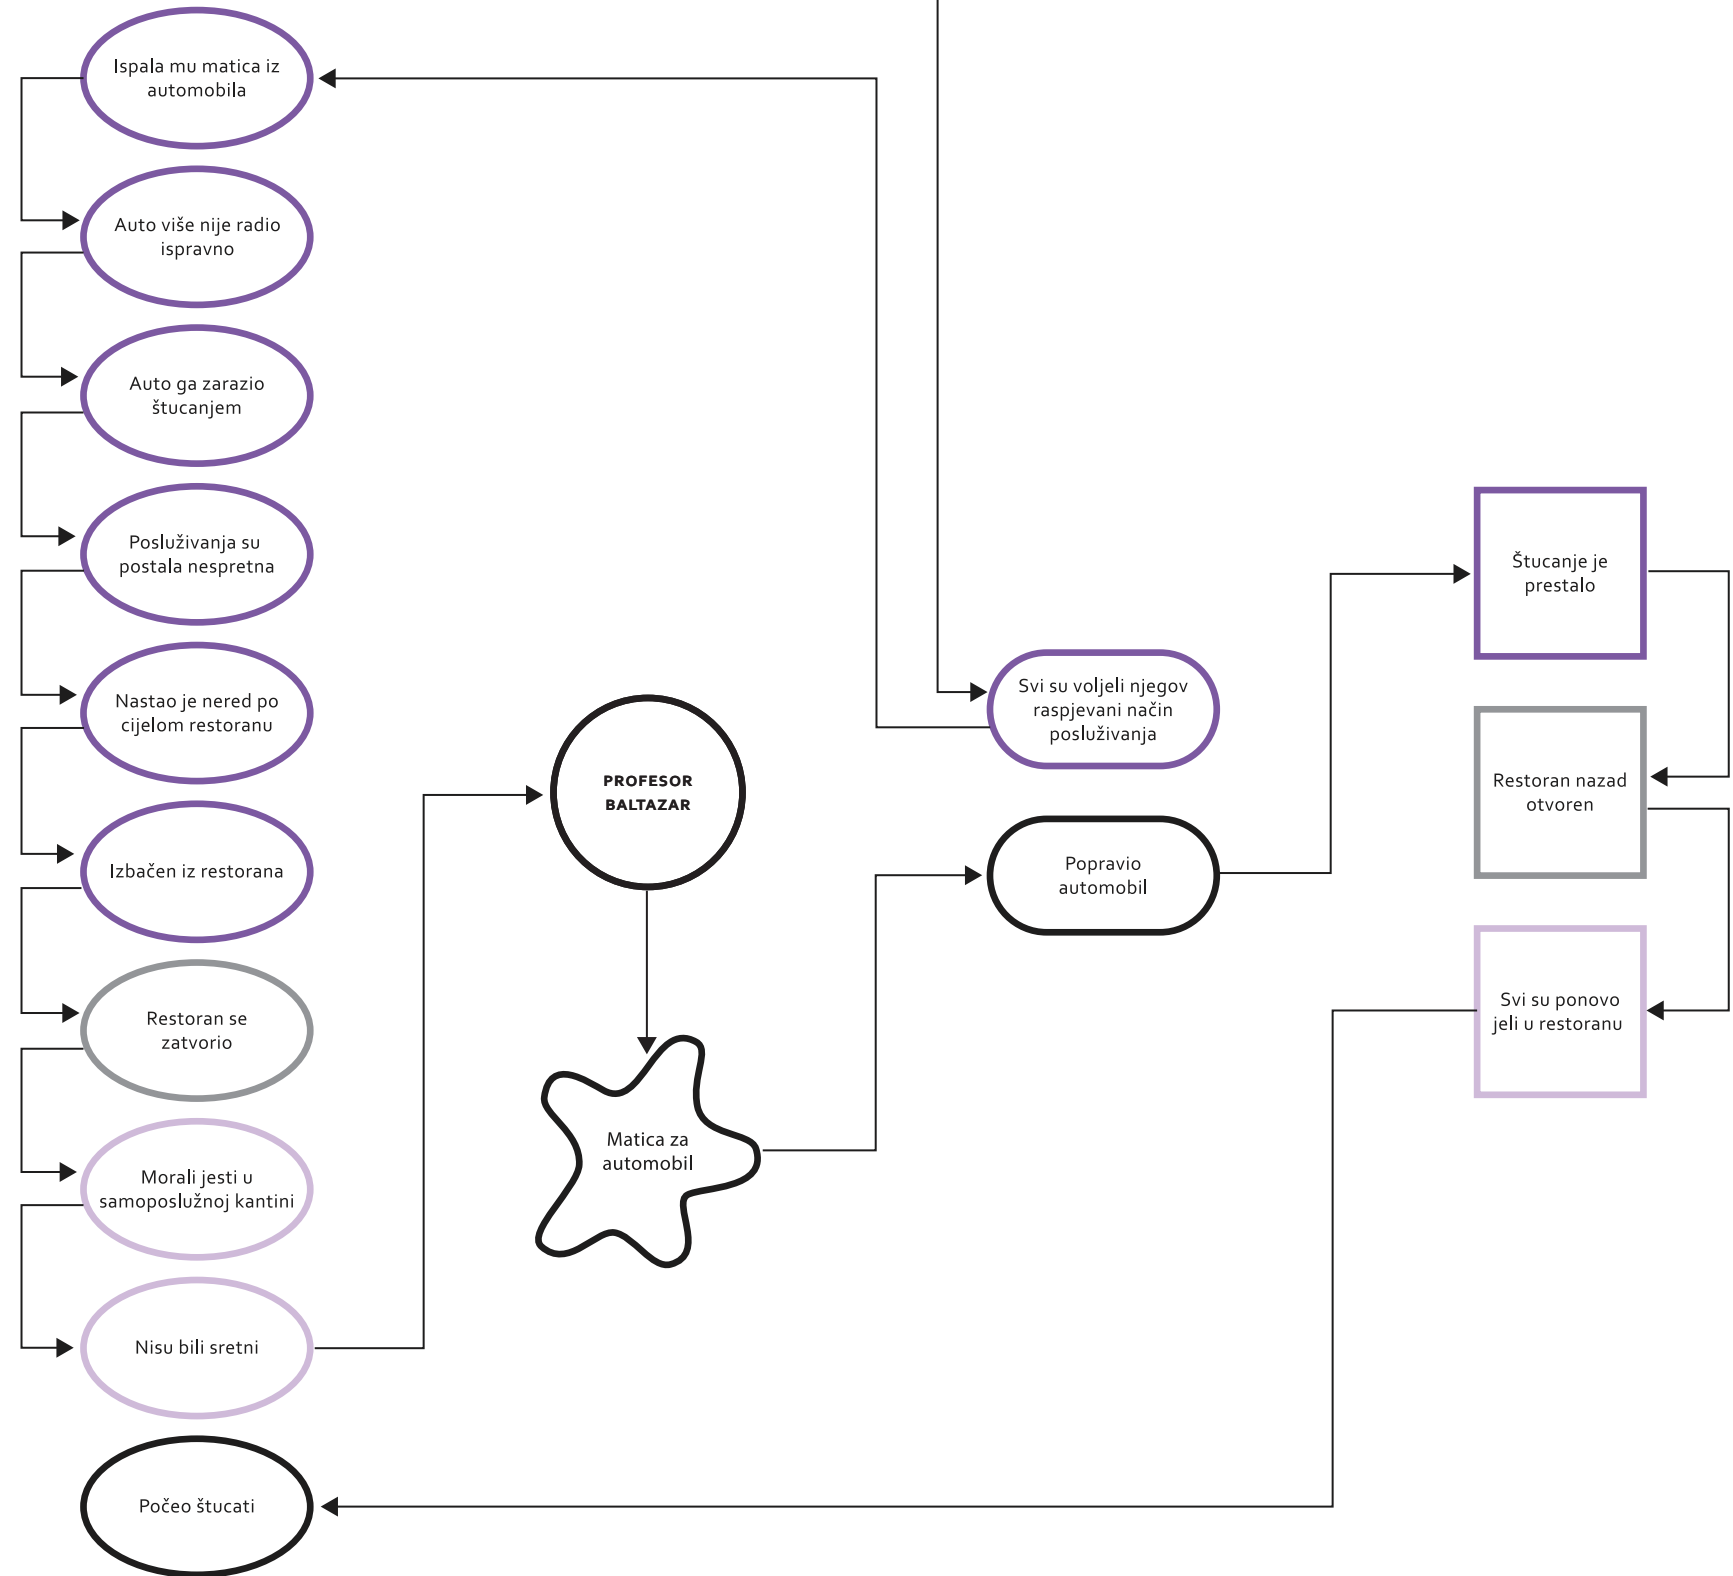 Ispala mu matica iz
automobila
Auto više nije radio
ispravno
Auto ga zarazio
štucanjem
Posluživanja su
postala nespretna
Nastao je nered po
cijelom restoranu
Izbačen iz restorana
Restoran se
zatvorio
Morali jesti u
samoposlužnoj kantini
Nisu bili sretni
Počeo štucati
PROFESOR
BALTAZAR
Matica za
automobil
Svi su voljeli njegov
raspjevani način
posluživanja
Popravio
automobil
Štucanje je
prestalo
Restoran nazad
otvoren
Svi su ponovo
jeli u restoranu